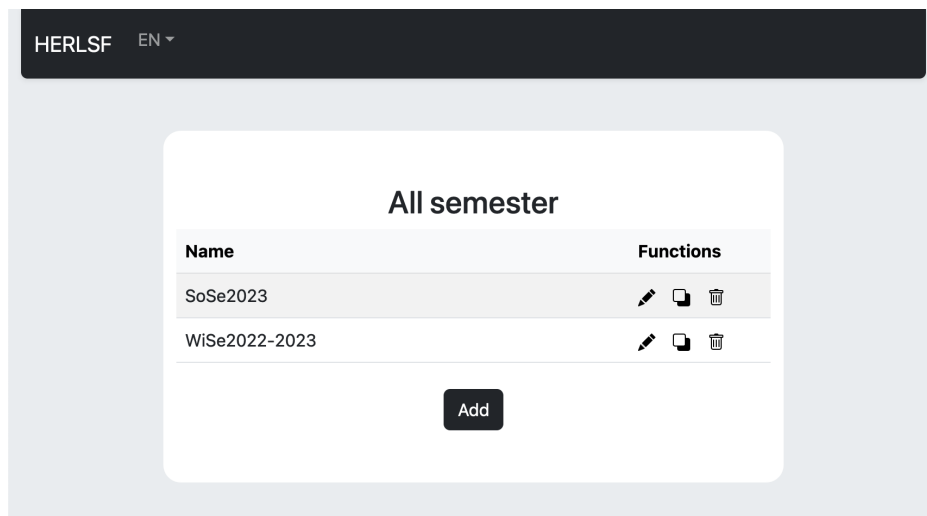 HERLSF EN
All semester
Name Functions
SoSe2023
WiSe2022-2023
Add